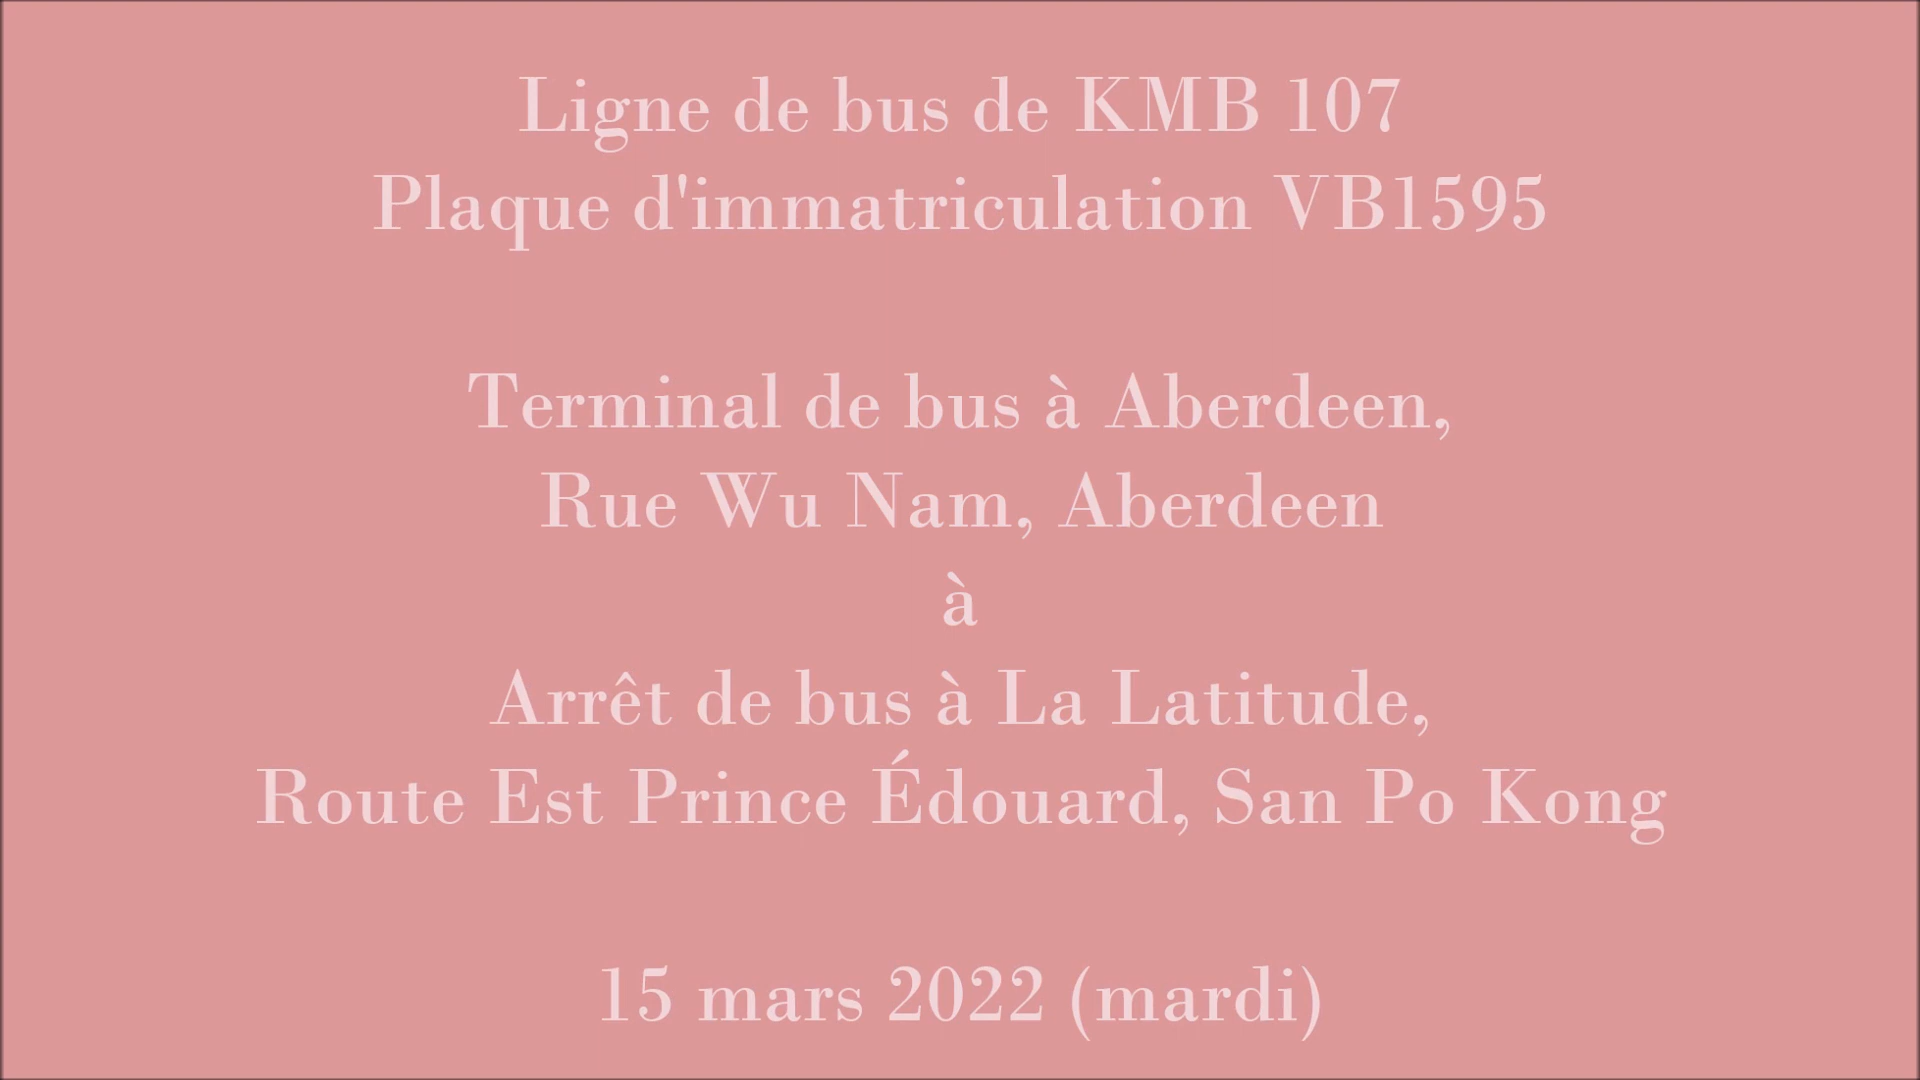 Ligne de bus de KMB 107
Plaque d'immatriculation VB1595
Terminal de bus à Aberdeen,
Rue Wu Nam, Aberdeen
à
Arrêt de bus à La Latitude,
Route Est Prince Édouard, San Po Kong
15 mars 2022 (mardi)